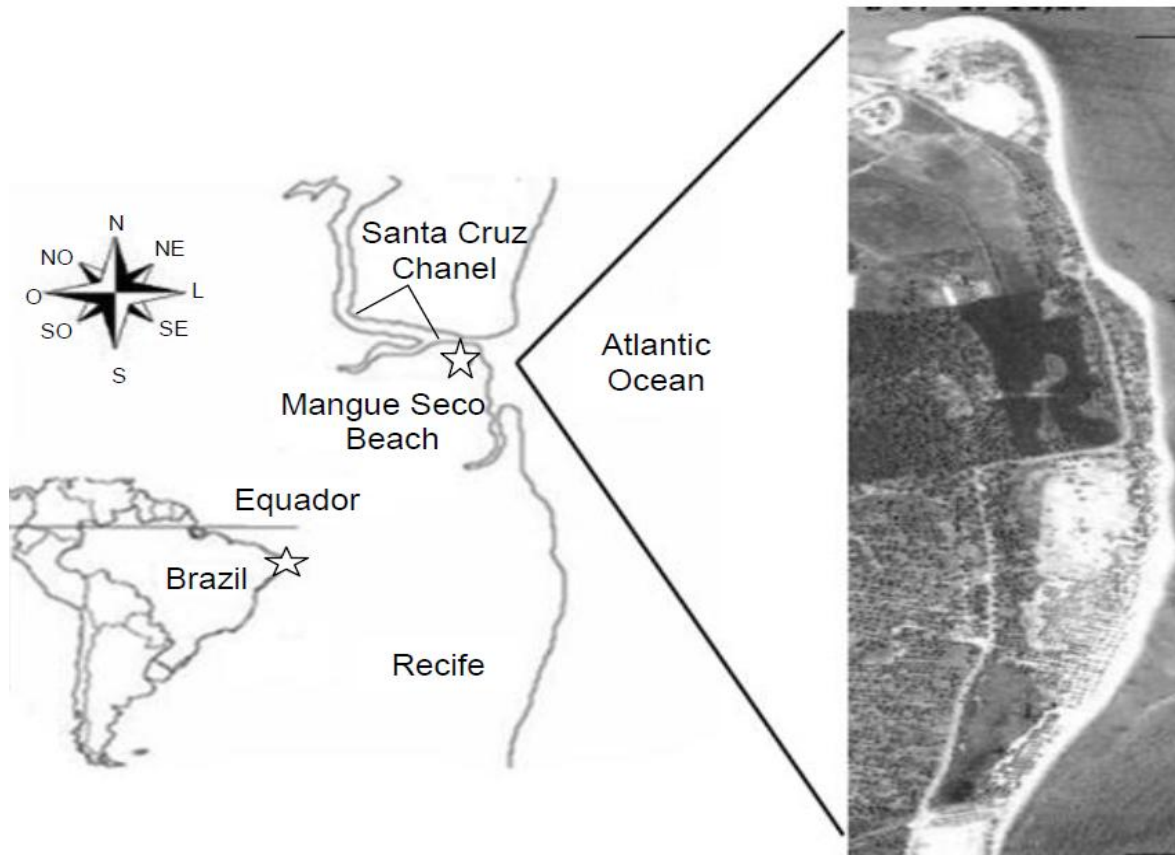 N
NO
NE
O
L
SO
SE
S
Santa Cruz
Chanel
Mangue Seco
Beach
Atlantic
Ocean
Equador
Brazil
Recife